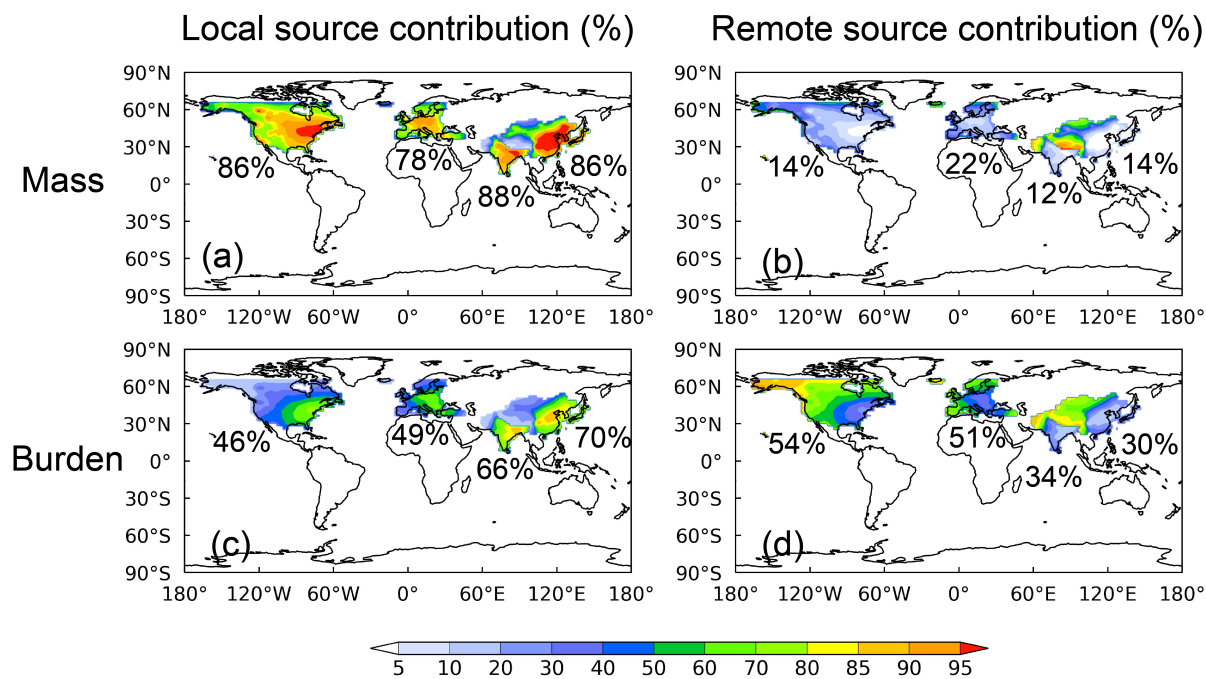 Local source contribution (%) Remote source contribution (%)
Mass
90°N
60°N
30°N
0°
30°S
60°S
90°S
86%
78%
88%
86%
(a)
180° 120°W 60°W 0° 60°E 120°E 180°
90°N
60°N
30°N
0°
30°S
60°S
90°S
14%
22%
12%
14%
(b)
180° 120°W 60°W 0° 60°E 120°E 180°
Burden
90°N
60°N
30°N
0°
30°S
60°S
90°S
46%
49%
66%
70%
(c)
180° 120°W 60°W 0° 60°E 120°E 180°
90°N
60°N
30°N
0°
30°S
60°S
90°S
54%
51%
34%
30%
(d)
180° 120°W 60°W 0° 60°E 120°E 180°
5 10 20 30 40 50 60 70 80 85 90 95